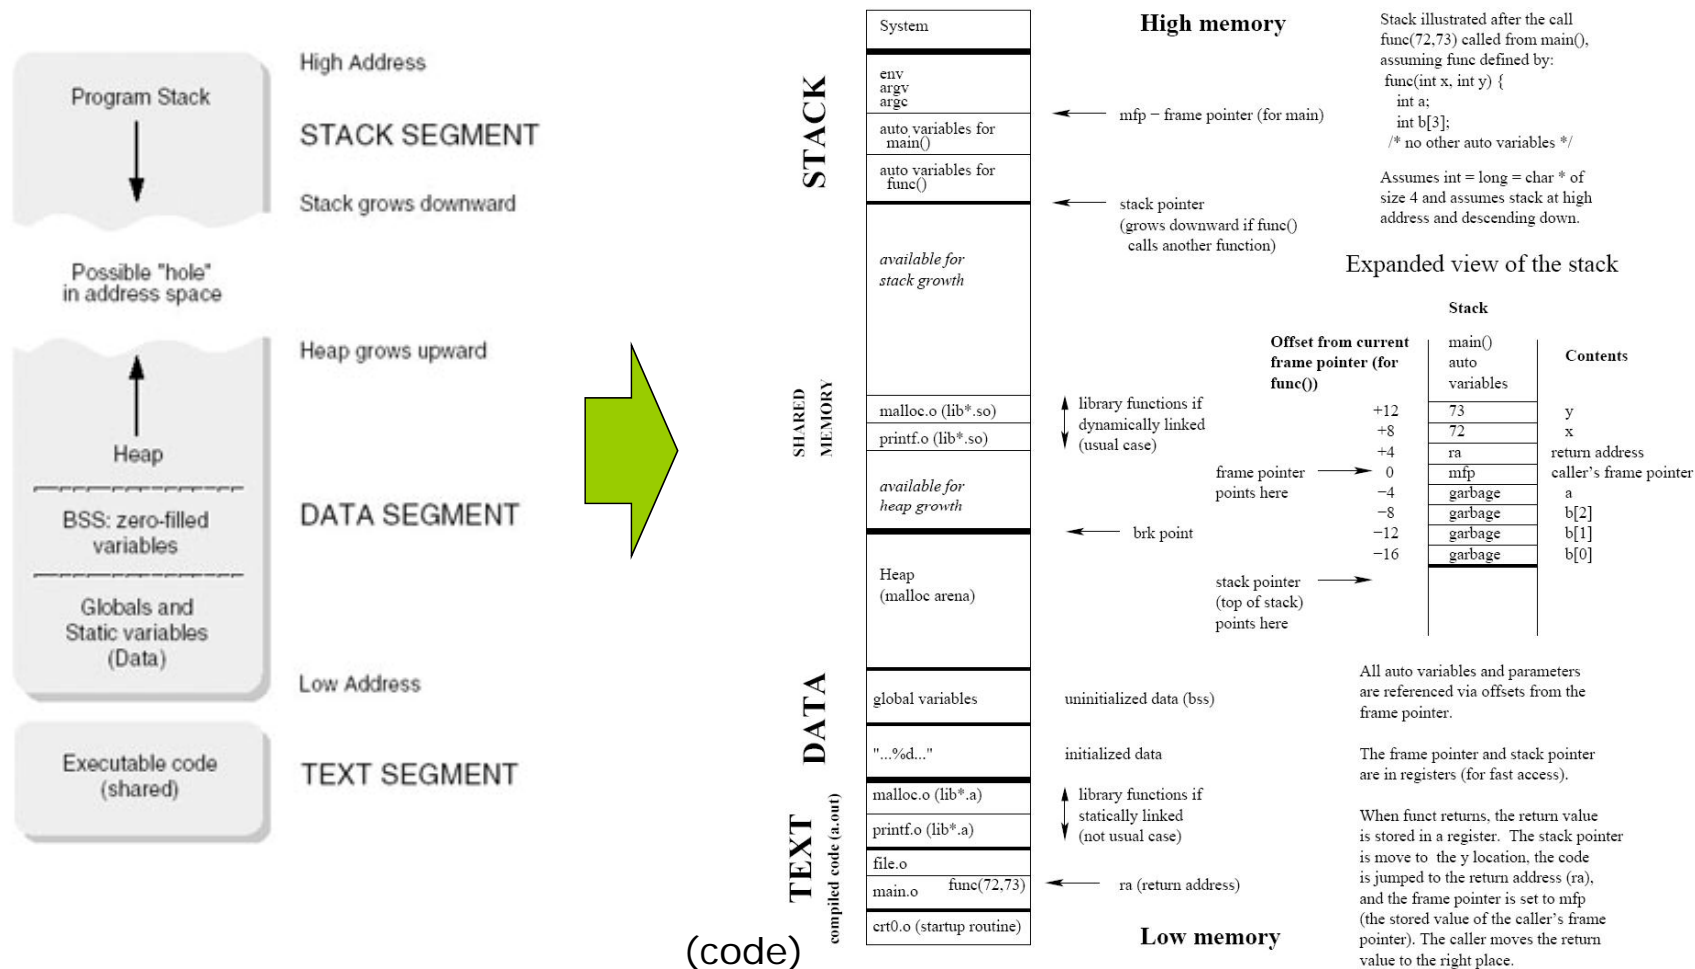 Program Stack
High Address
STACK SEGMENT
Stack grows downward
Possible "hole"
in address space
Heap grows upward
Heap
BSS: zero-filled
variables
DATA SEGMENT
Globals and
Static variables
(Data)
Low Address
Executable code
(shared)
TEXT SEGMENT
(code)
STACK
SHARED
MEMORY
DATA
TEXT
compiled code (a.out)
System
env
argv
argc
auto variables for
main()
auto variables for
func()
available for
stack growth
malloc.o (lib*.so)
printf.o (lib*.so)
available for
heap growth
Heap
(malloc arena)
global variables
"...%d..."
malloc.o (lib*.a)
printf.o (lib*.a)
file.o
main.o func(72,73)
crt0.o (startup routine)
High memory
mfp − frame pointer (for main)
stack pointer
(grows downward if func()
calls another function)
library functions if
dynamically linked
(usual case)
brk point
uninitialized data (bss)
initialized data
library functions if
statically linked
(not usual case)
ra (return address)
Low memory
Stack illustrated after the call
func(72,73) called from main(),
assuming func defined by:
func(int x, int y) {
int a;
int b[3];
/* no other auto variables */
Assumes int = long = char * of
size 4 and assumes stack at high
address and descending down.
Expanded view of the stack
Stack
Offset from current
frame pointer (for
func())
main()
auto
variables
Contents
+12 73 y
+8 72 x
+4 ra return address
frame pointer
points here
0 mfp caller's frame pointer
−4 garbage a
−8 garbage b[2]
−12 garbage b[1]
−16 garbage b[0]
stack pointer
(top of stack)
points here
All auto variables and parameters
are referenced via offsets from the
frame pointer.
The frame pointer and stack pointer
are in registers (for fast access).
When funct returns, the return value
is stored in a register. The stack pointer
is move to the y location, the code
is jumped to the return address (ra),
and the frame pointer is set to mfp
(the stored value of the caller's frame
pointer). The caller moves the return
value to the right place.